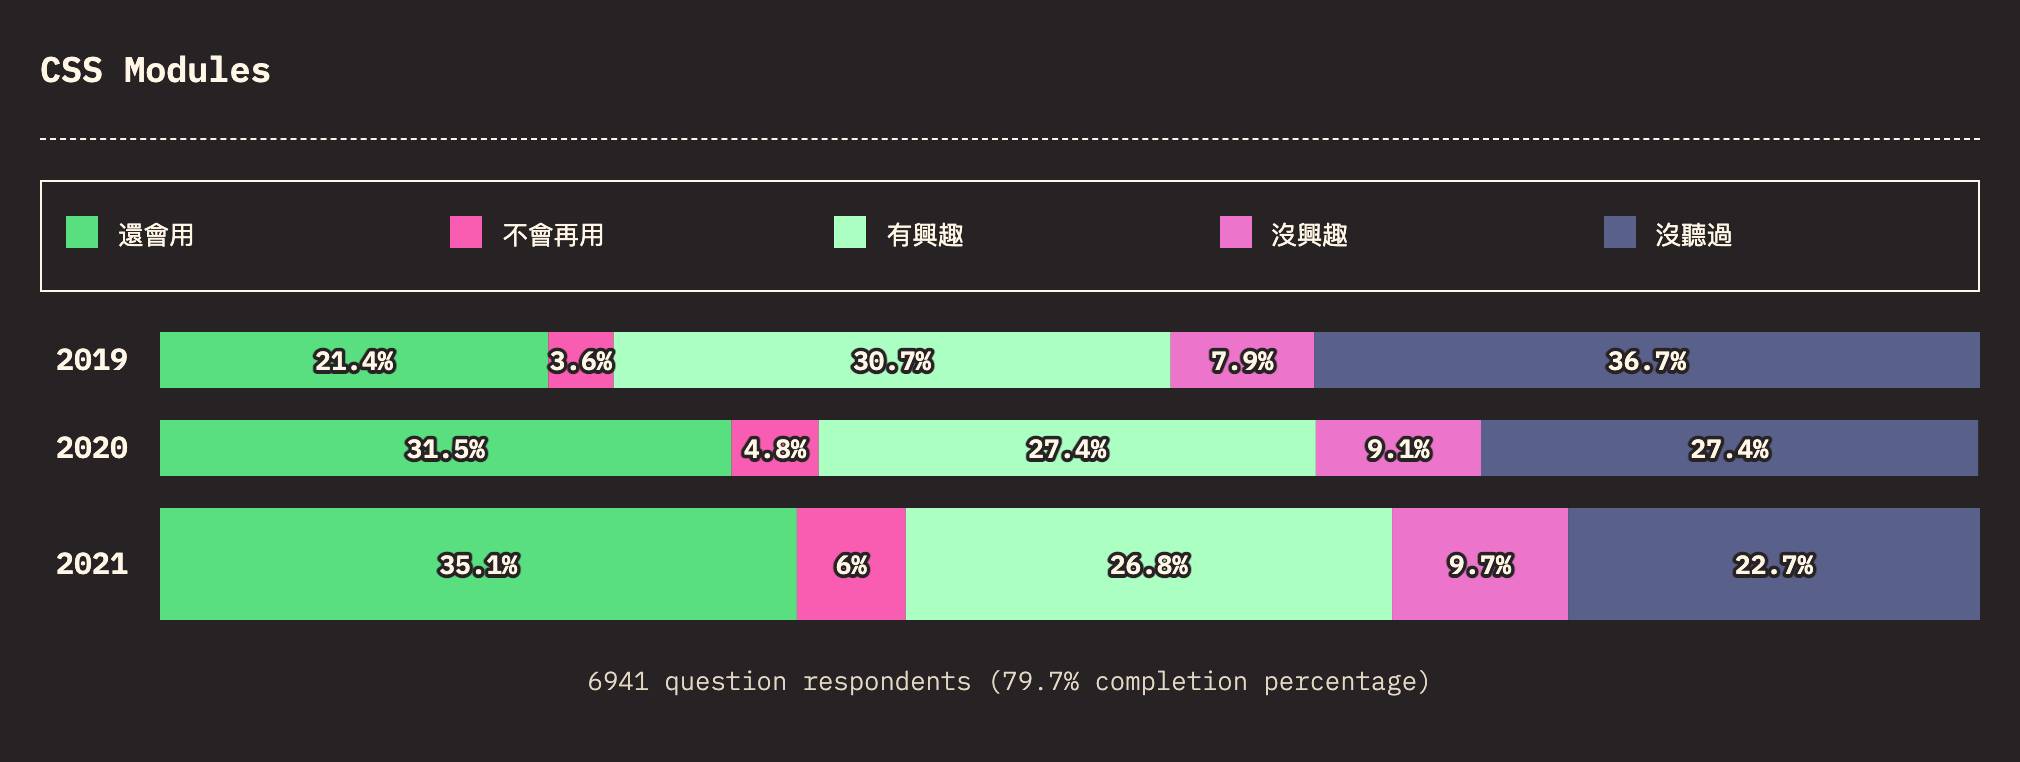 CSS Modules
還會用 不會再用 有興趣 沒興趣 沒聽過
2019 21.4% 3.6% 30.7% 7.9% 36.7%
2020 31.5% 4.8% 27.4% 9.1% 27.4%
2021 35.1% 6% 26.8% 9.7% 22.7%
6941 question respondents (79.7% completion percentage)